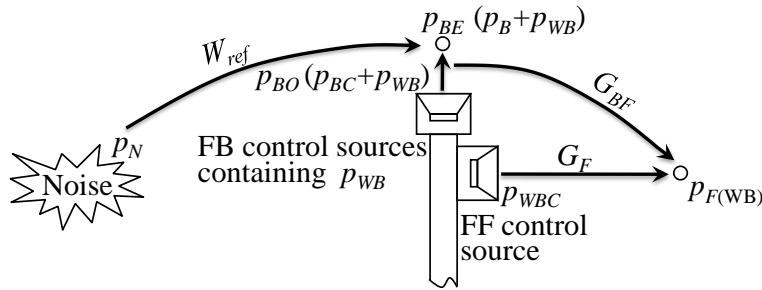 p_BE (p_B+p_WB)
W_ref
p_BO (p_BC+p_WB)
G_BF
p_N
Noise
FB control sources
containing p_WB
G_F
p_WBC
p_F(WB)
FF control
source